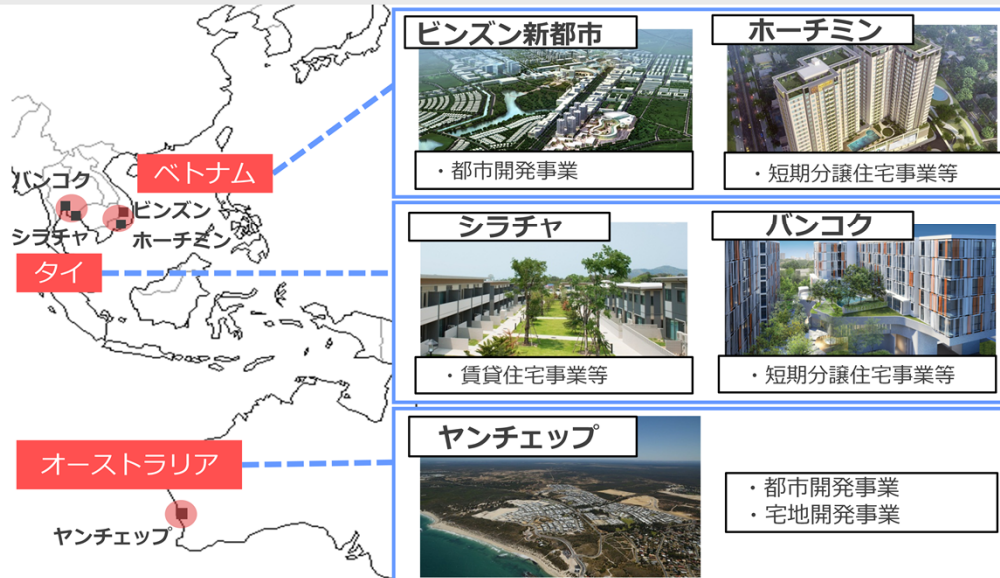 ベトナム
バンコク
シラチャ
ビンズン
ホーチミン
タイ
オーストラリア
ヤンチェップ
ビンズン新都市
・都市開発事業
ホーチミン
・短期分譲住宅事業等
シラチャ
・賃貸住宅事業等
バンコク
・短期分譲住宅事業等
ヤンチェップ
・都市開発事業
・宅地開発事業